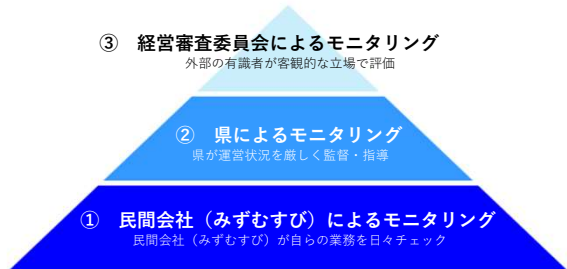 ③　経営審査委員会によるモニタリング
外部の有識者が客観的な立場で評価
②　県によるモニタリング
県が運営状況を厳しく監督・指導
①　民間会社（みずむすび）によるモニタリング
民間会社（みずむすび）が自らの業務を日々チェック